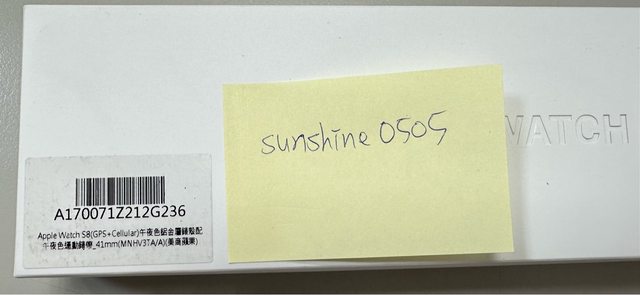 sunshine 0505
WATCH
A170071Z212G236
Apple Watch S8(GPS+Cellular)午夜色鋁金屬錶殼配
午夜色運動錶帶_41mm(MNHV3TA/A)(美商蘋果)